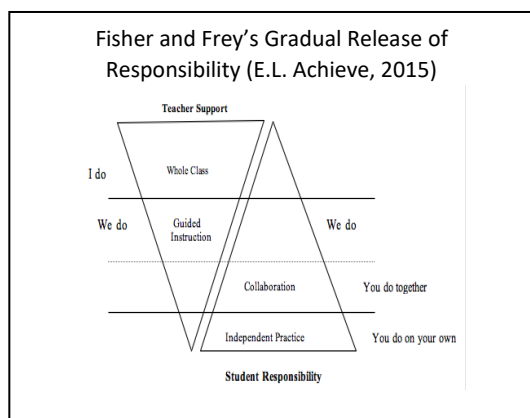 Fisher and Frey's Gradual Release of
Responsibility (E.L. Achieve, 2015)
Teacher Support
I do
Whole Class
We do
Guided
Instruction
We do
Collaboration
You do together
Independent Practice
You do on your own
Student Responsibility